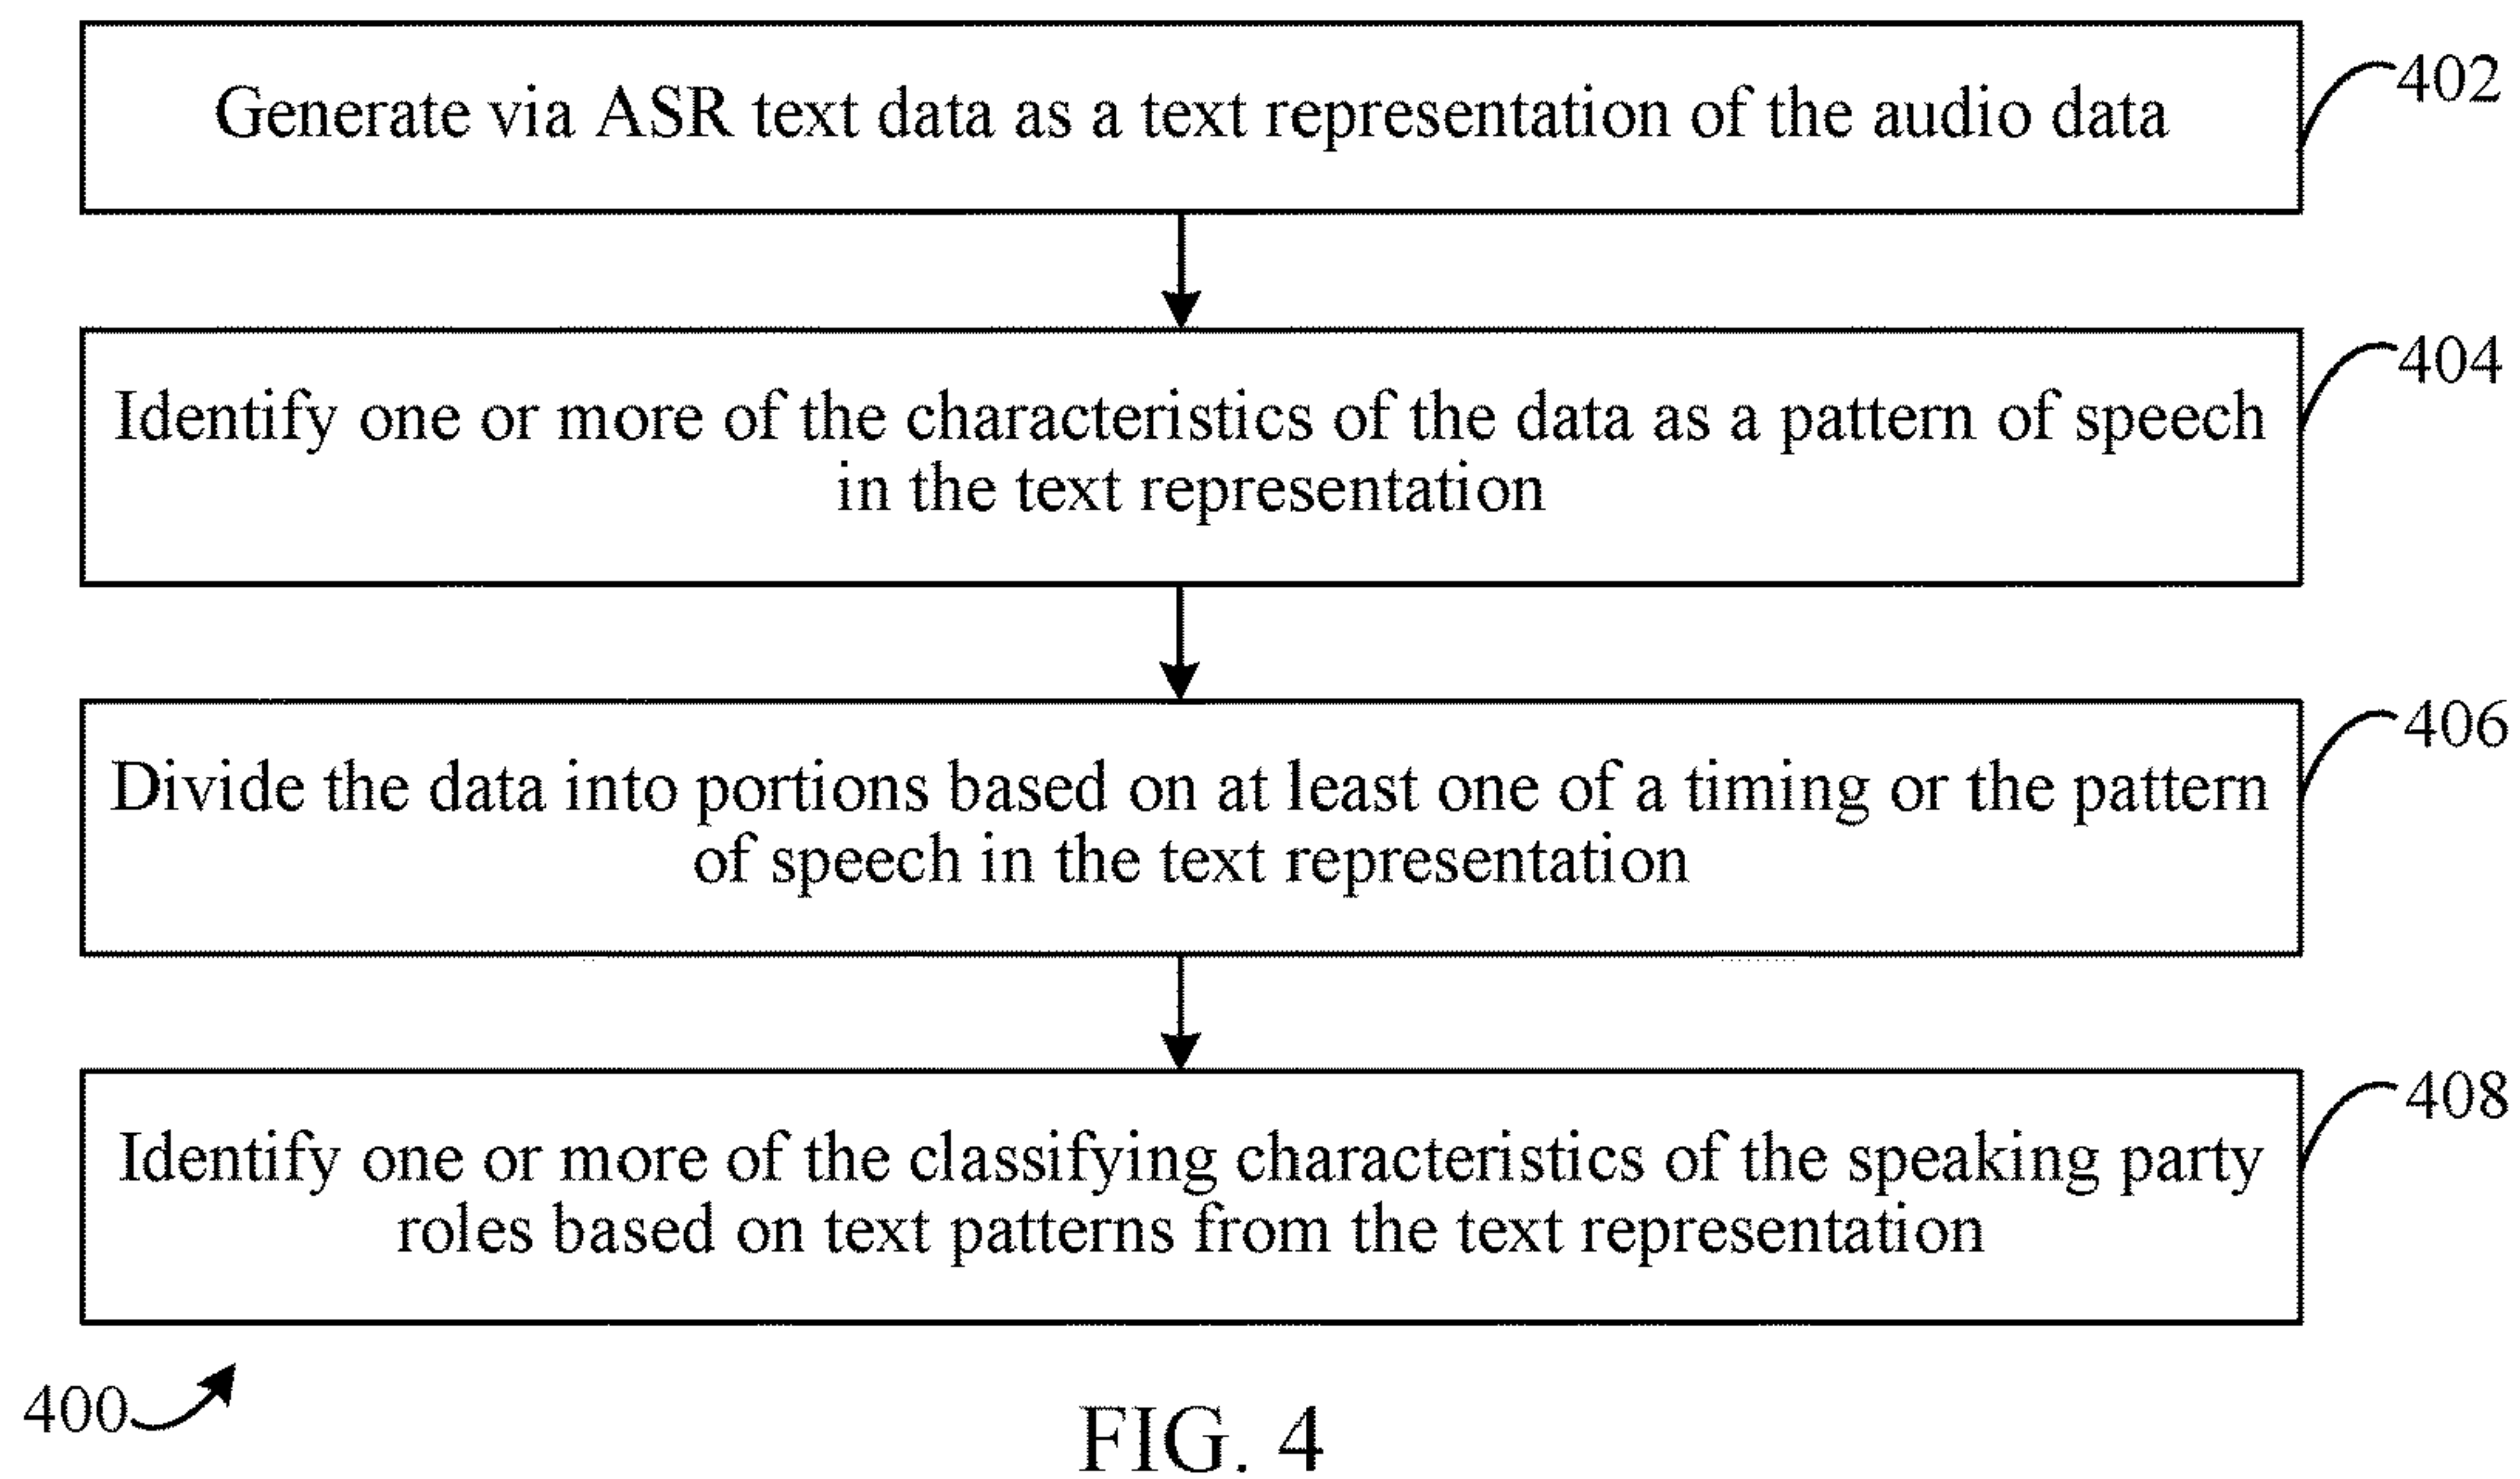 Generate via ASR text data as a text representation of the audio data
402
Identify one or more of the characteristics of the data as a pattern of speech
in the text representation
404
Divide the data into portions based on at least one of a timing or the pattern
of speech in the text representation
406
Identify one or more of the classifying characteristics of the speaking party
roles based on text patterns from the text representation
408
400
FIG. 4